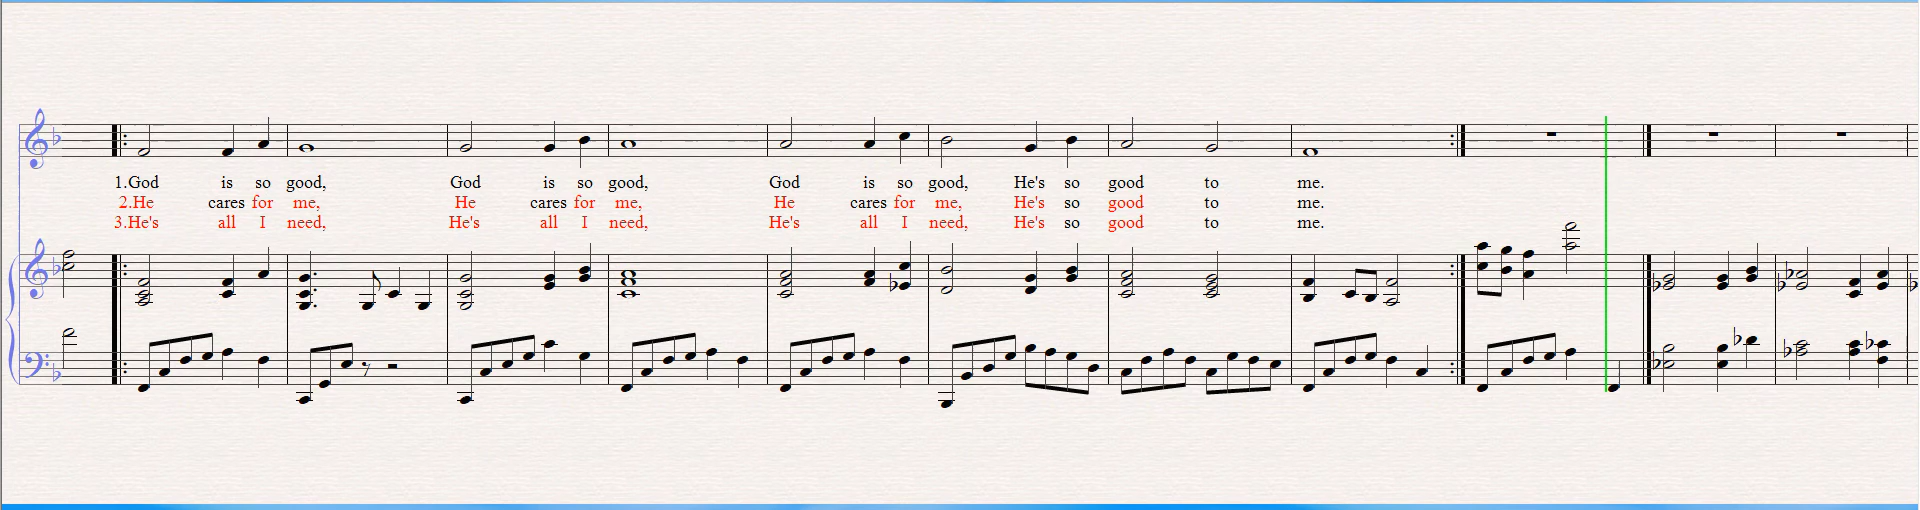 1.God is so good, God is so good, God is so good, He's so good to me.
2.He cares for me, He cares for me, He cares for me, He's so good to me.
3.He's all I need, He's all I need, He's all I need, He's so good to me.